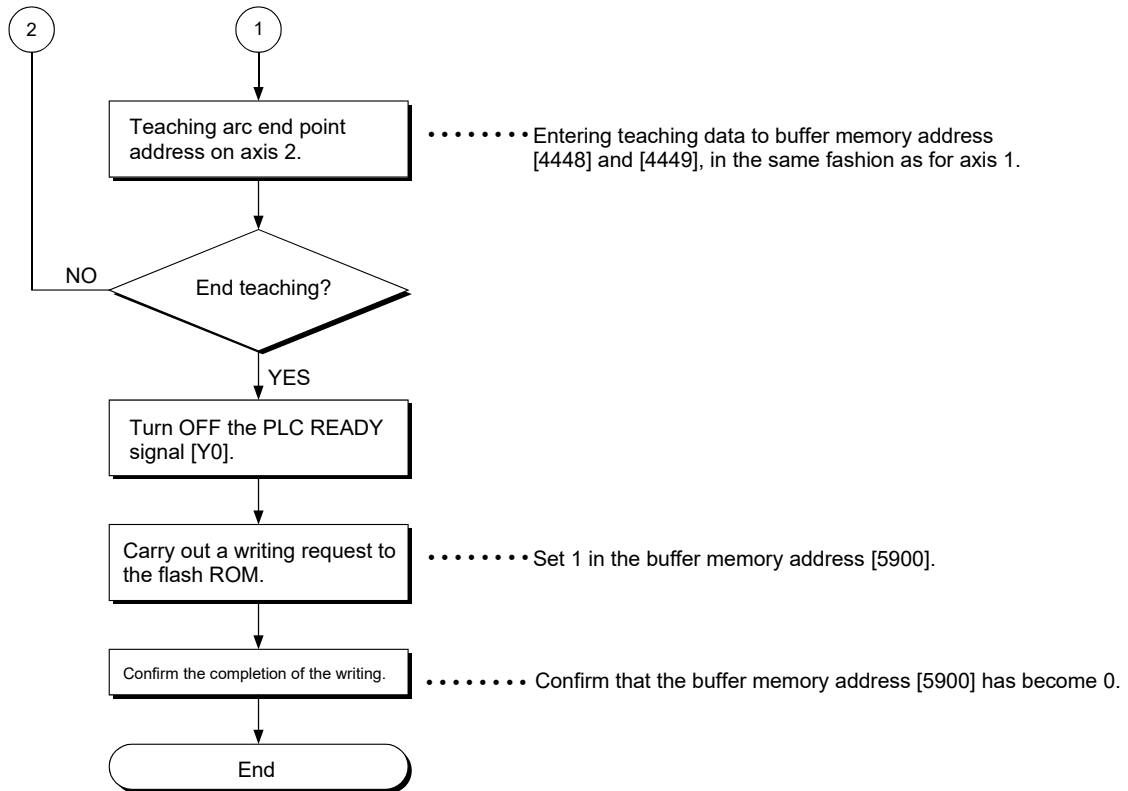 2
1
Teaching arc end point
address on axis 2.
Entering teaching data to buffer memory address
[4448] and [4449], in the same fashion as for axis 1.
NO
End teaching?
YES
Turn OFF the PLC READY
signal [Y0].
Carry out a writing request to
the flash ROM.
Set 1 in the buffer memory address [5900].
Confirm the completion of the writing.
Confirm that the buffer memory address [5900] has become 0.
End